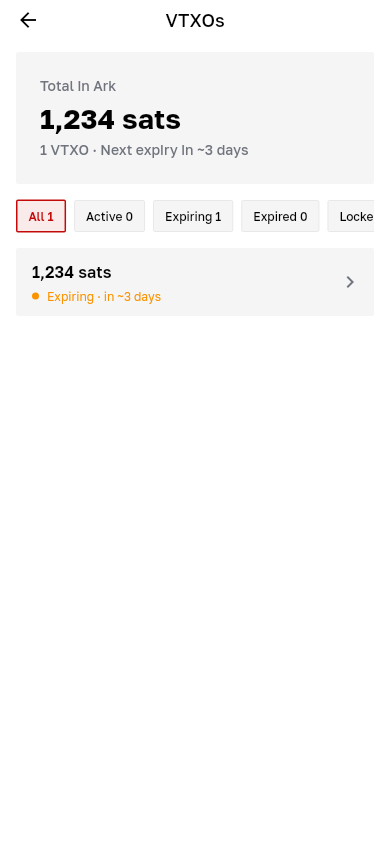 VTXOs
Total in Ark
1,234 sats
1 VTXO · Next expiry in ~3 days
All 1
Active 0
Expiring 1
Expired 0
Locke
1,234 sats
Expiring · in ~3 days